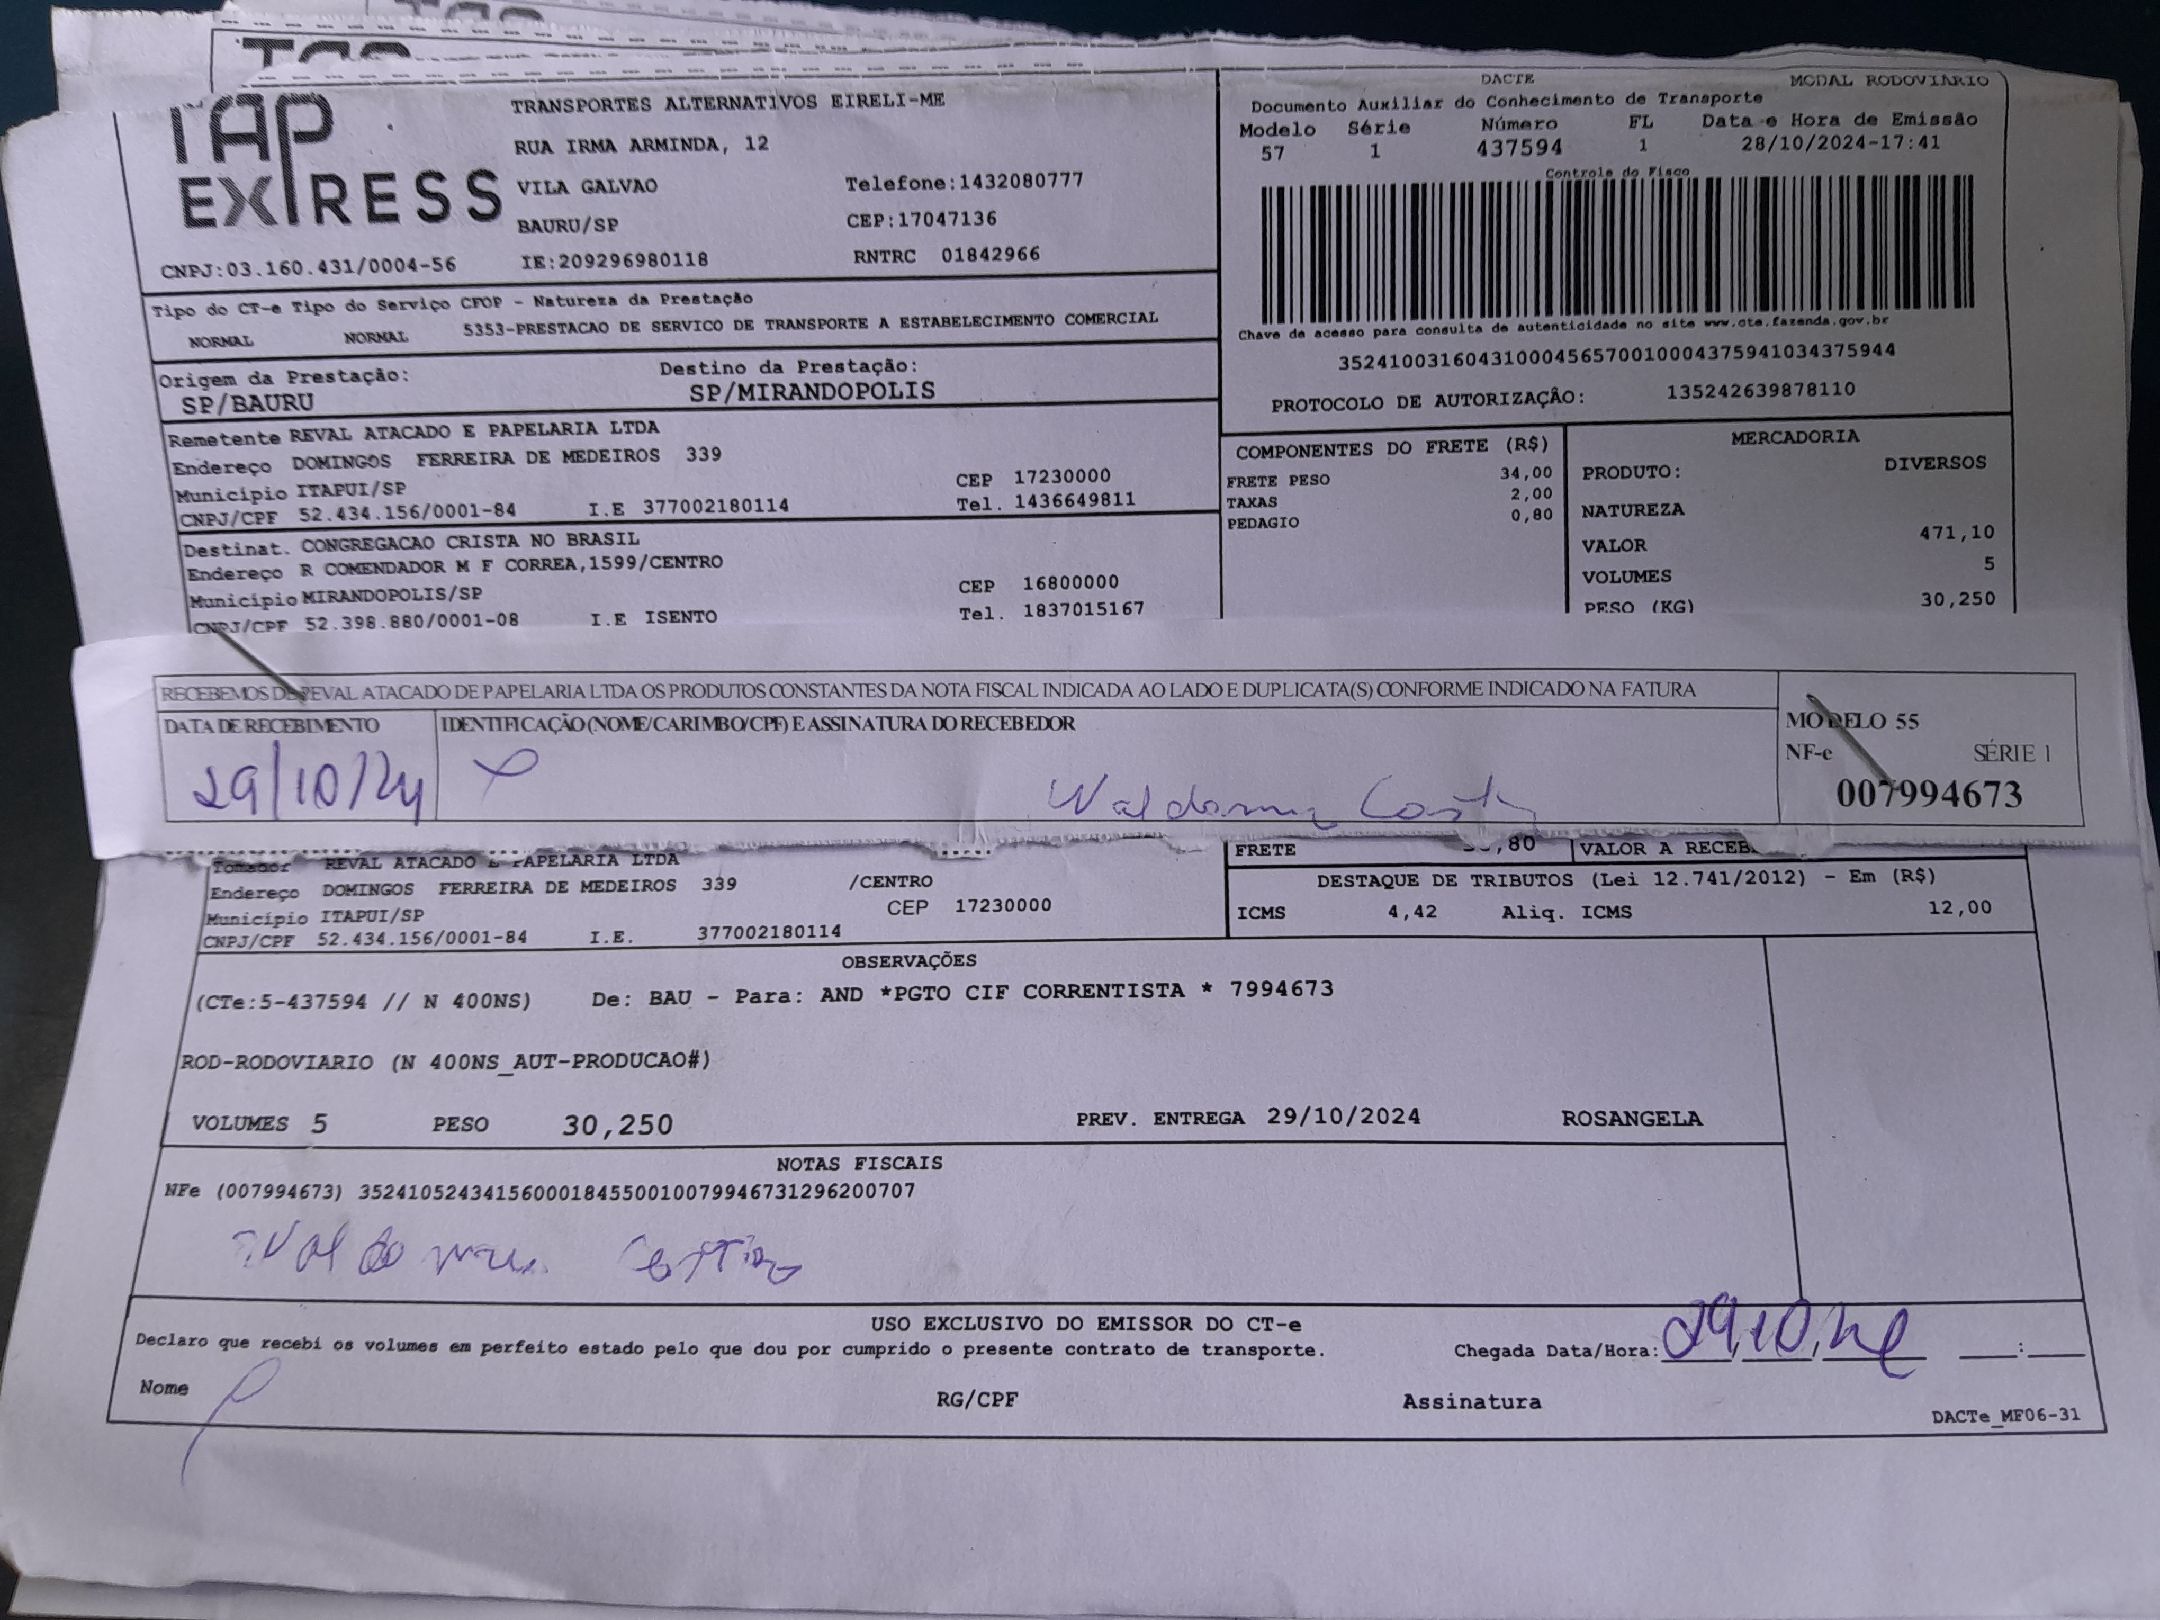 TAP EXPRESS
TRANSPORTES ALTERNATIVOS EIRELI-ME
RUA IRMA ARMINDA, 12
VILA GALVAO Telefone:1432080777
BAURU/SP CEP:17047136
CNPJ:03.160.431/0004-56 IE:209296980118 RNTRC 01842966
DACTE MODAL RODOVIÁRIO
Documento Auxiliar do Conhecimento de Transporte
Modelo Série Número FL Data e Hora de Emissão
57 1 437594 1 28/10/2024-17:41
Controle do Fisco
Chave de acesso para consulta de autenticidade no site www.cte.fazenda.gov.br
35241003160431000456570010004375941034375944
PROTOCOLO DE AUTORIZAÇÃO: 135242639878110
Tipo do CT-e Tipo do Serviço CFOP - Natureza da Prestação
NORMAL NORMAL 5353-PRESTACAO DE SERVICO DE TRANSPORTE A ESTABELECIMENTO COMERCIAL
Origem da Prestação: Destino da Prestação:
SP/BAURU SP/MIRANDOPOLIS
Remetente REVAL ATACADO E PAPELARIA LTDA
Endereço DOMINGOS FERREIRA DE MEDEIROS 339
Município ITAPUI/SP CEP 17230000
CNPJ/CPF 52.434.156/0001-84 I.E 377002180114 Tel. 1436649811
Destinat. CONGREGACAO CRISTA NO BRASIL
Endereço R COMENDADOR M F CORREA,1599/CENTRO
Município MIRANDOPOLIS/SP CEP 16800000
CNPJ/CPF 52.398.880/0001-08 I.E ISENTO Tel. 1837015167
COMPONENTES DO FRETE (R$)
FRETE PESO 34,00
TAXAS 2,00
PEDAGIO 0,80
MERCADORIA
PRODUTO: DIVERSOS
NATUREZA
VALOR 471,10
VOLUMES 5
PESO (KG) 30,250
RECEBEMOS DE REVAL ATACADO DE PAPELARIA LTDA OS PRODUTOS CONSTANTES DA NOTA FISCAL INDICADA AO LADO E DUPLICATA(S) CONFORME INDICADO NA FATURA
DATA DE RECEBIMENTO IDENTIFICAÇÃO (NOME/CARIMBO/CPF) E ASSINATURA DO RECEBEDOR
29/10/24
MODELO 55
NF-e SÉRIE 1
007994673
Tomador REVAL ATACADO E PAPELARIA LTDA
Endereço DOMINGOS FERREIRA DE MEDEIROS 339 /CENTRO
Município ITAPUI/SP CEP 17230000
CNPJ/CPF 52.434.156/0001-84 I.E. 377002180114
FRETE ,80 VALOR A RECEB
DESTAQUE DE TRIBUTOS (Lei 12.741/2012) - Em (R$)
ICMS 4,42 Aliq. ICMS 12,00
OBSERVAÇÕES
(CTe:5-437594 // N 400NS) De: BAU - Para: AND *PGTO CIF CORRENTISTA * 7994673
ROD-RODOVIARIO (N 400NS_AUT-PRODUCAO#)
VOLUMES 5 PESO 30,250 PREV. ENTREGA 29/10/2024 ROSANGELA
NOTAS FISCAIS
NFe (007994673) 35241052434156000184550010079946731296200707
USO EXCLUSIVO DO EMISSOR DO CT-e
Declaro que recebi os volumes em perfeito estado pelo que dou por cumprido o presente contrato de transporte. Chegada Data/Hora: 29,10,24 :
Nome RG/CPF Assinatura
DACTe_MF06-31